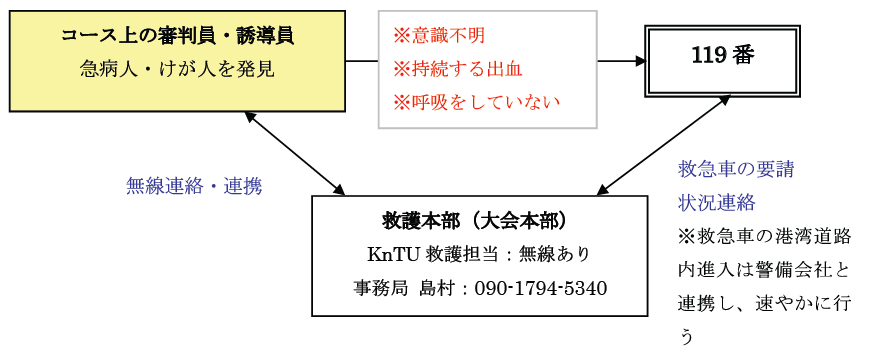 コース上の審判員・誘導員
急病人・けが人を発見
※意識不明
※持続する出血
※呼吸をしていない
119 番
無線連絡・連携
救急車の要請
状況連絡
※救急車の港湾道路
内進入は警備会社と
連携し、速やかに行
う
救護本部（大会本部）
KnTU 救護担当：無線あり
事務局 島村：090-1794-5340